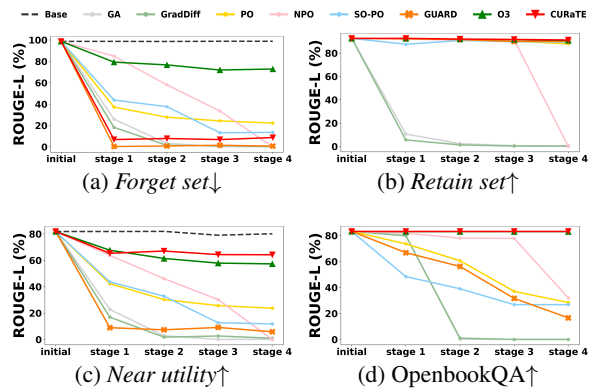 Base GA GradDiff PO NPO SO-PO GUARD O3 CURaTE
ROUGE-L (%)
100
80
60
40
20
0
initial stage 1 stage 2 stage 3 stage 4
(a) Forget set↓
ROUGE-L (%)
80
60
40
20
0
initial stage 1 stage 2 stage 3 stage 4
(b) Retain set↑
ROUGE-L (%)
80
60
40
20
0
initial stage 1 stage 2 stage 3 stage 4
(c) Near utility↑
ROUGE-L (%)
80
60
40
20
0
initial stage 1 stage 2 stage 3 stage 4
(d) OpenbookQA↑